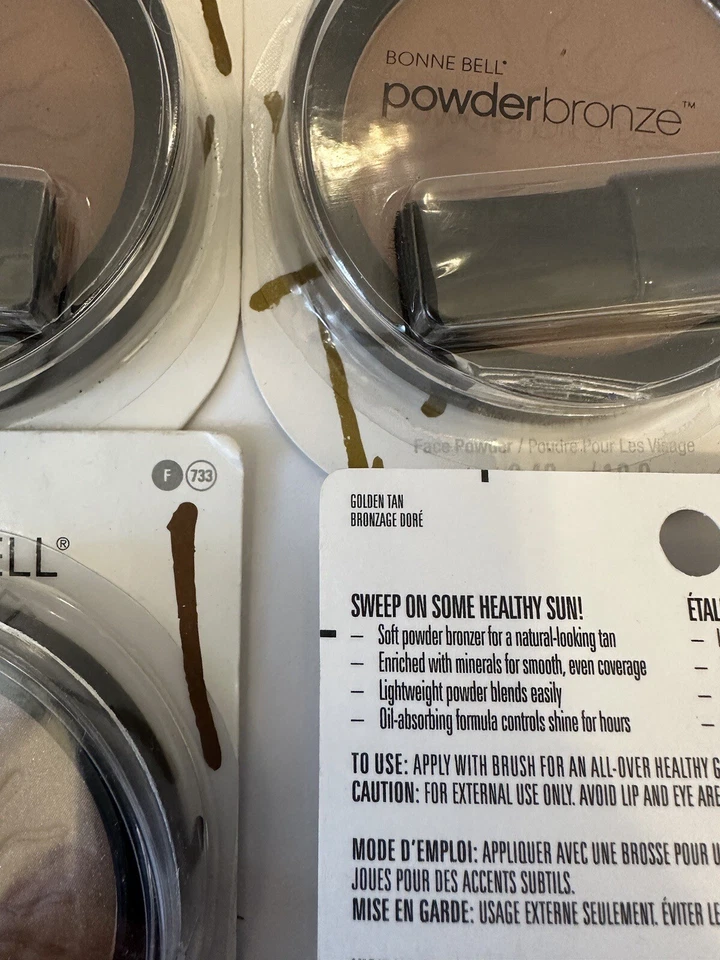 BONNE BELL®
powderbronze™
Face Powder / Poudre Pour Les Visage
F 733
ELL®
GOLDEN TAN
BRONZAGE DORÉ
SWEEP ON SOME HEALTHY SUN!
— Soft powder bronzer for a natural-looking tan
— Enriched with minerals for smooth, even coverage
— Lightweight powder blends easily
— Oil-absorbing formula controls shine for hours
ÉTAL
TO USE: APPLY WITH BRUSH FOR AN ALL-OVER HEALTHY G
CAUTION: FOR EXTERNAL USE ONLY. AVOID LIP AND EYE ARE
MODE D'EMPLOI: APPLIQUER AVEC UNE BROSSE POUR U
JOUES POUR DES ACCENTS SUBTILS.
MISE EN GARDE: USAGE EXTERNE SEULEMENT. ÉVITER LE